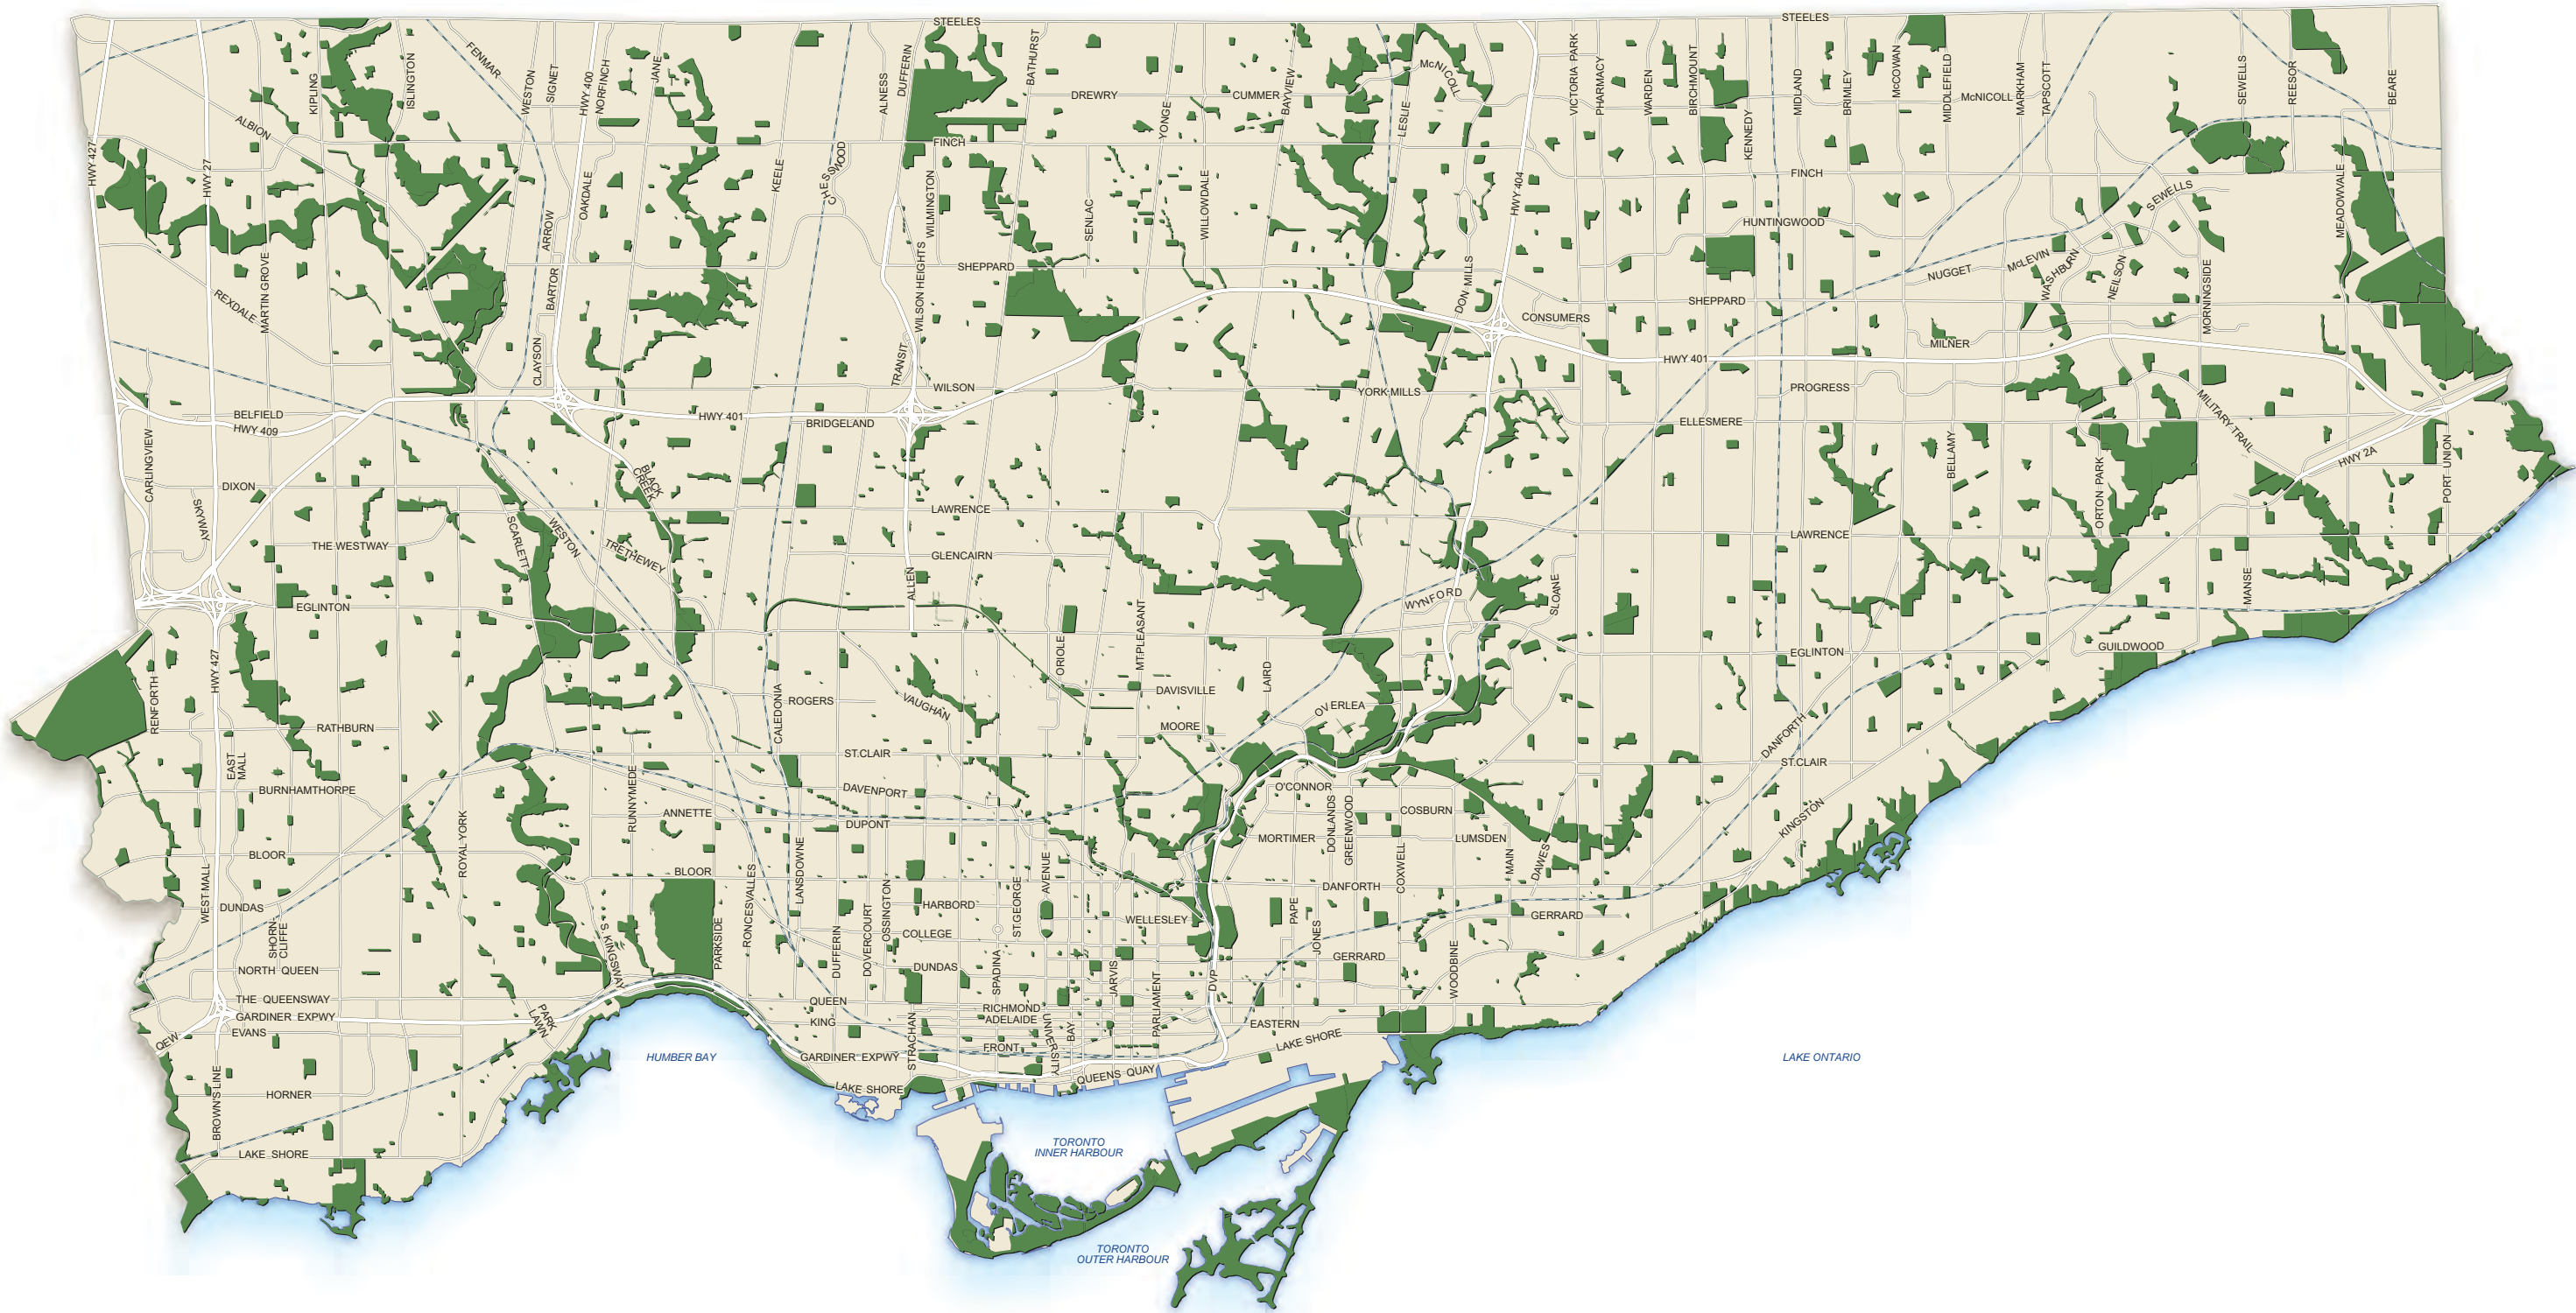 STEELES
STEELES
FENMAR
KIPLING
ISLINGTON
WESTON
SIGNET
HWY 400
NORFINCH
JANE
ALNESS
DUFFERIN
BATHURST
DREWRY
YONGE
CUMMER
BAYVIEW
McNICOLL
LESLIE
VICTORIA PARK
PHARMACY
WARDEN
BIRCHMOUNT
KENNEDY
MIDLAND
BRIMLEY
McCOWAN
MIDDLEFIELD
McNICOLL
MARKHAM
TAPSCOTT
SEWELLS
REESOR
BEARE
ALBION
HWY 427
HWY 27
FINCH
KEELE
CHESSWOOD
OAKDALE
ARROW
WILMINGTON
SENLAC
WILLOWDALE
HWY 404
FINCH
HUNTINGWOOD
SEWELLS
MEADOWVALE
MARTIN GROVE
REXDALE
BARTOR
WILSON HEIGHTS
SHEPPARD
DON MILLS
CONSUMERS
SHEPPARD
NUGGET
McLEVIN
WASHBURN
NEILSON
MORNINGSIDE
MILNER
CLAYSON
TRANSIT
WILSON
YORK MILLS
HWY 401
PROGRESS
BELFIELD
HWY 409
HWY 401
BRIDGELAND
ELLESMERE
MILITARY TRAIL
CARLINGVIEW
BELLAMY
ORTON PARK
HWY 2A
PORT UNION
DIXON
SKYWAY
BLACK
CREEK
LAWRENCE
SCARLETT
WESTON
THE WESTWAY
TRETHEWEY
GLENCAIRN
LAWRENCE
ALLEN
EGLINTON
WYNFORD
SLOANE
MANSE
ORIOLE
MT.PLEASANT
LAIRD
EGLINTON
GUILDWOOD
HWY 427
RENFORTH
CALEDONIA
ROGERS
VAUGHAN
DAVISVILLE
OVERLEA
RATHBURN
MOORE
DANFORTH
EAST
MALL
ST.CLAIR
ST.CLAIR
BURNHAMTHORPE
RUNNYMEDE
DAVENPORT
O'CONNOR
ANNETTE
DUPONT
DONLANDS
GREENWOOD
COSBURN
KINGSTON
MORTIMER
LUMSDEN
ROYAL YORK
BLOOR
BLOOR
LANSDOWNE
AVENUE
COXWELL
MAIN
DAWES
DANFORTH
WEST MALL
DUNDAS
RONCESVALLES
OSSINGTON
HARBORD
ST.GEORGE
WELLESLEY
PAPE
GERRARD
SHORN
CLIFFE
S. KINGSWAY
PARKSIDE
DUFFERIN
DOVERCOURT
COLLEGE
JONES
GERRARD
WOODBINE
NORTH QUEEN
DUNDAS
SPADINA
JARVIS
PARLIAMENT
DVP
THE QUEENSWAY
GARDINER EXPWY
EVANS
QEW
PARK
LAWN
QUEEN
KING
STRACHAN
RICHMOND
ADELAIDE
UNIVERSITY
BAY
EASTERN
LAKE SHORE
FRONT
HUMBER BAY
GARDINER EXPWY
LAKE ONTARIO
QUEENS QUAY
LAKE SHORE
BROWN'S LINE
HORNER
LAKE SHORE
TORONTO
INNER HARBOUR
TORONTO
OUTER HARBOUR